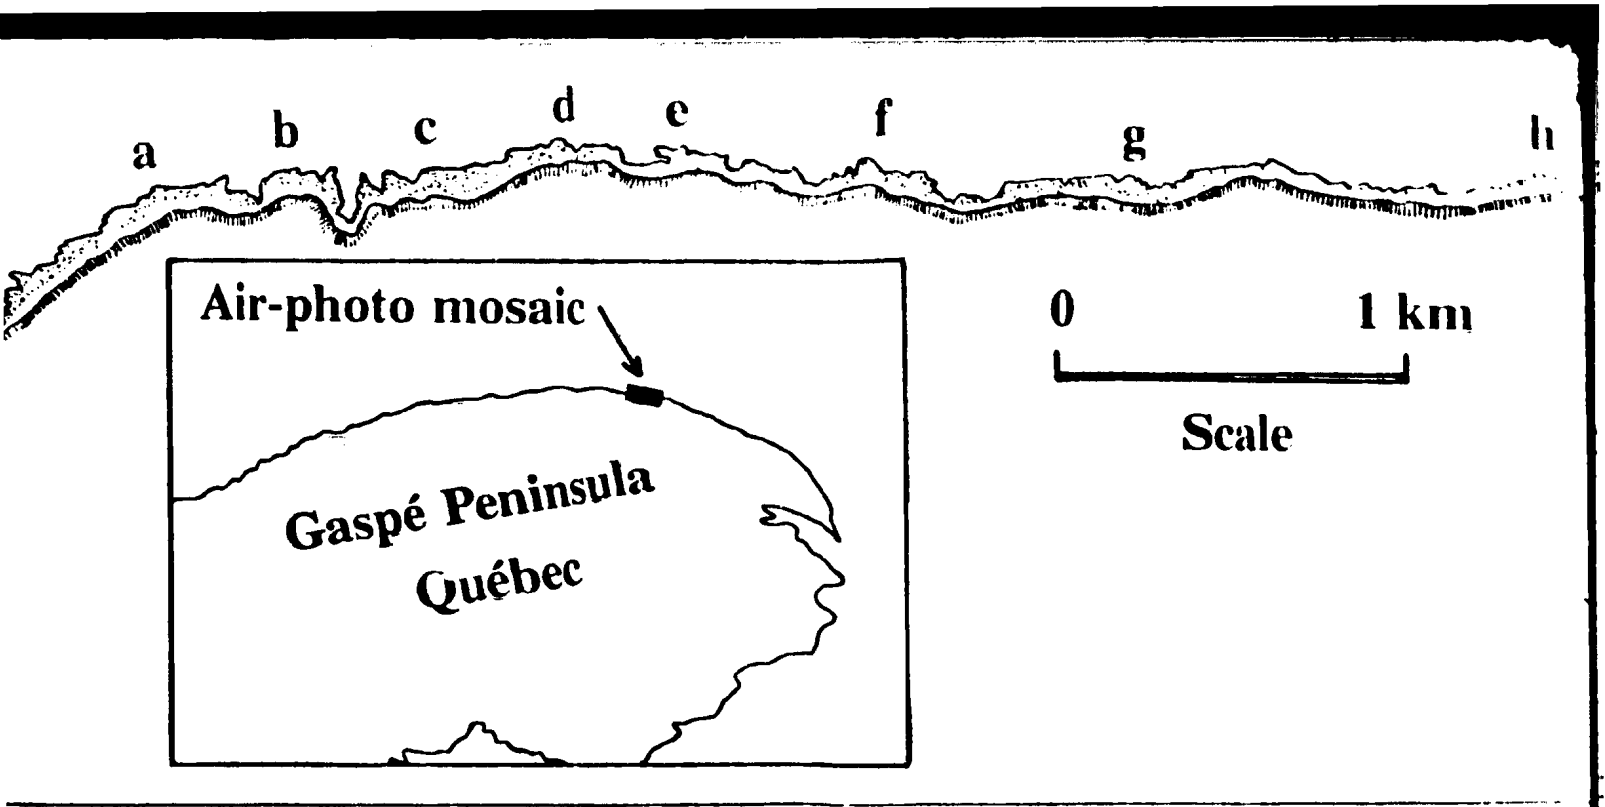 a b c d e f g h
Air-photo mosaic
0 1 km
Scale
Gaspé Peninsula
Québec